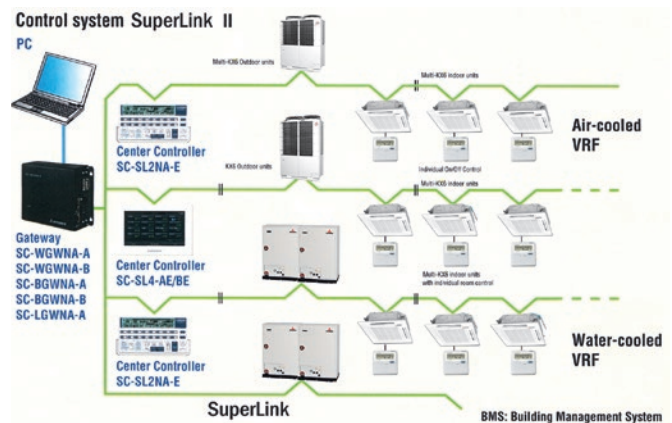 Control system SuperLink II
PC
Multi-KX6 Outdoor units
Multi-KX6 indoor units
Center Controller
SC-SL2NA-E
Air-cooled
VRF
KX6 Outdoor units
Individual On/Off Control
Multi-KX6 indoor units
Gateway
SC-WGWNA-A
SC-WGWNA-B
SC-BGWNA-A
SC-BGWNA-B
SC-LGWNA-A
Center Controller
SC-SL4-AE/BE
Multi-KX6 indoor units
with individual room control
Center Controller
SC-SL2NA-E
Water-cooled
VRF
SuperLink
BMS: Building Management System